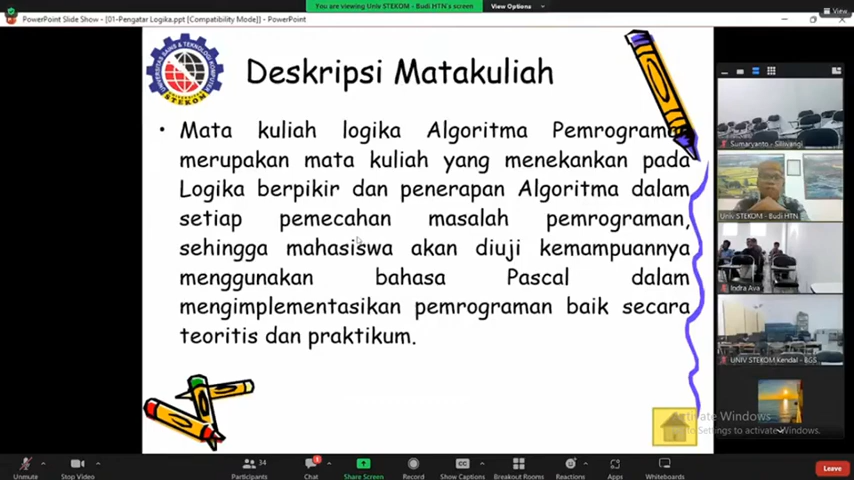 You are viewing Univ STEKOM - Budi HTN's screen
View Options
View
PowerPoint Slide Show - [01-Pengatar Logika.ppt [Compatibility Mode]] - PowerPoint
UNIVERSITAS SAINS & TEKNOLOGI KOMPUTER
STEKOM
Deskripsi Matakuliah
• Mata kuliah logika Algoritma Pemrograman
merupakan mata kuliah yang menekankan pada
Logika berpikir dan penerapan Algoritma dalam
setiap pemecahan masalah pemrograman,
sehingga mahasiswa akan diuji kemampuannya
menggunakan bahasa Pascal dalam
mengimplementasikan pemrograman baik secara
teoritis dan praktikum.
Sumaryanto - Siliwangi
Univ STEKOM - Budi HTN
Indra Ava
UNIV STEKOM Kendal - BGS
Activate Windows
Settings to activate Windows.
Unmute
Stop Video
Participants
34
Chat
Share Screen
Record
Show Captions
Breakout Rooms
Reactions
Apps
Whiteboards
Leave